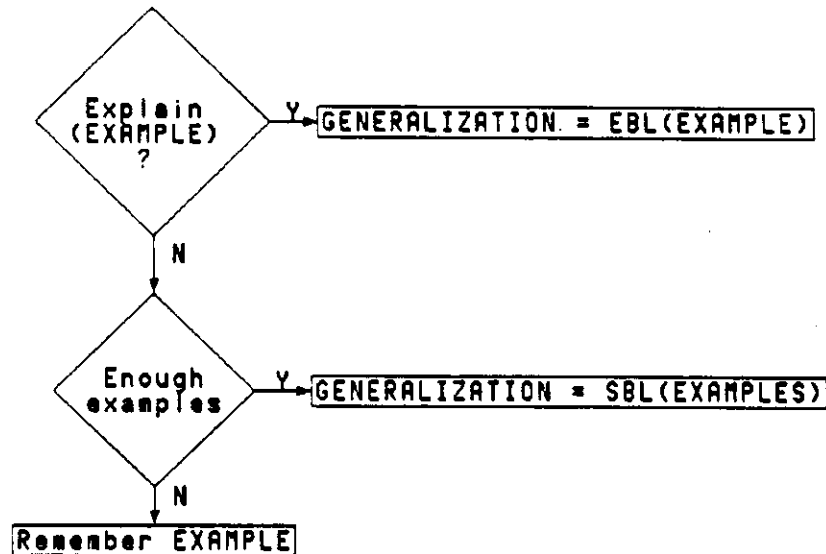 Explain
(EXAMPLE)
?
Y
GENERALIZATION = EBL(EXAMPLE)
N
Enough
examples
Y
GENERALIZATION = SBL(EXAMPLES)
N
Remember EXAMPLE